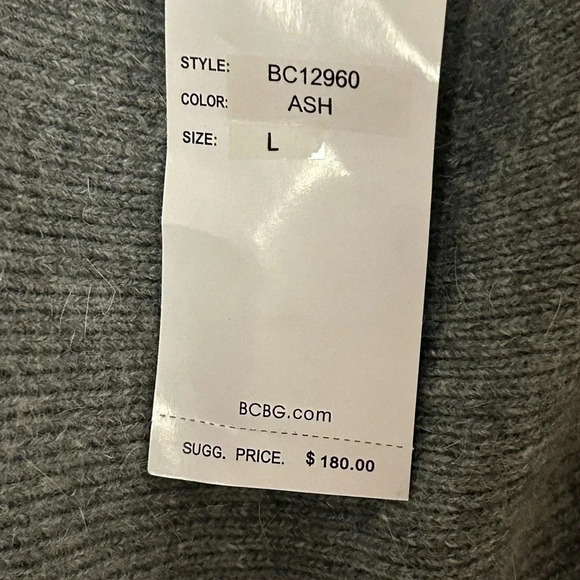 STYLE: BC12960
COLOR: ASH
SIZE: L
BCBG.com
SUGG. PRICE. $180.00